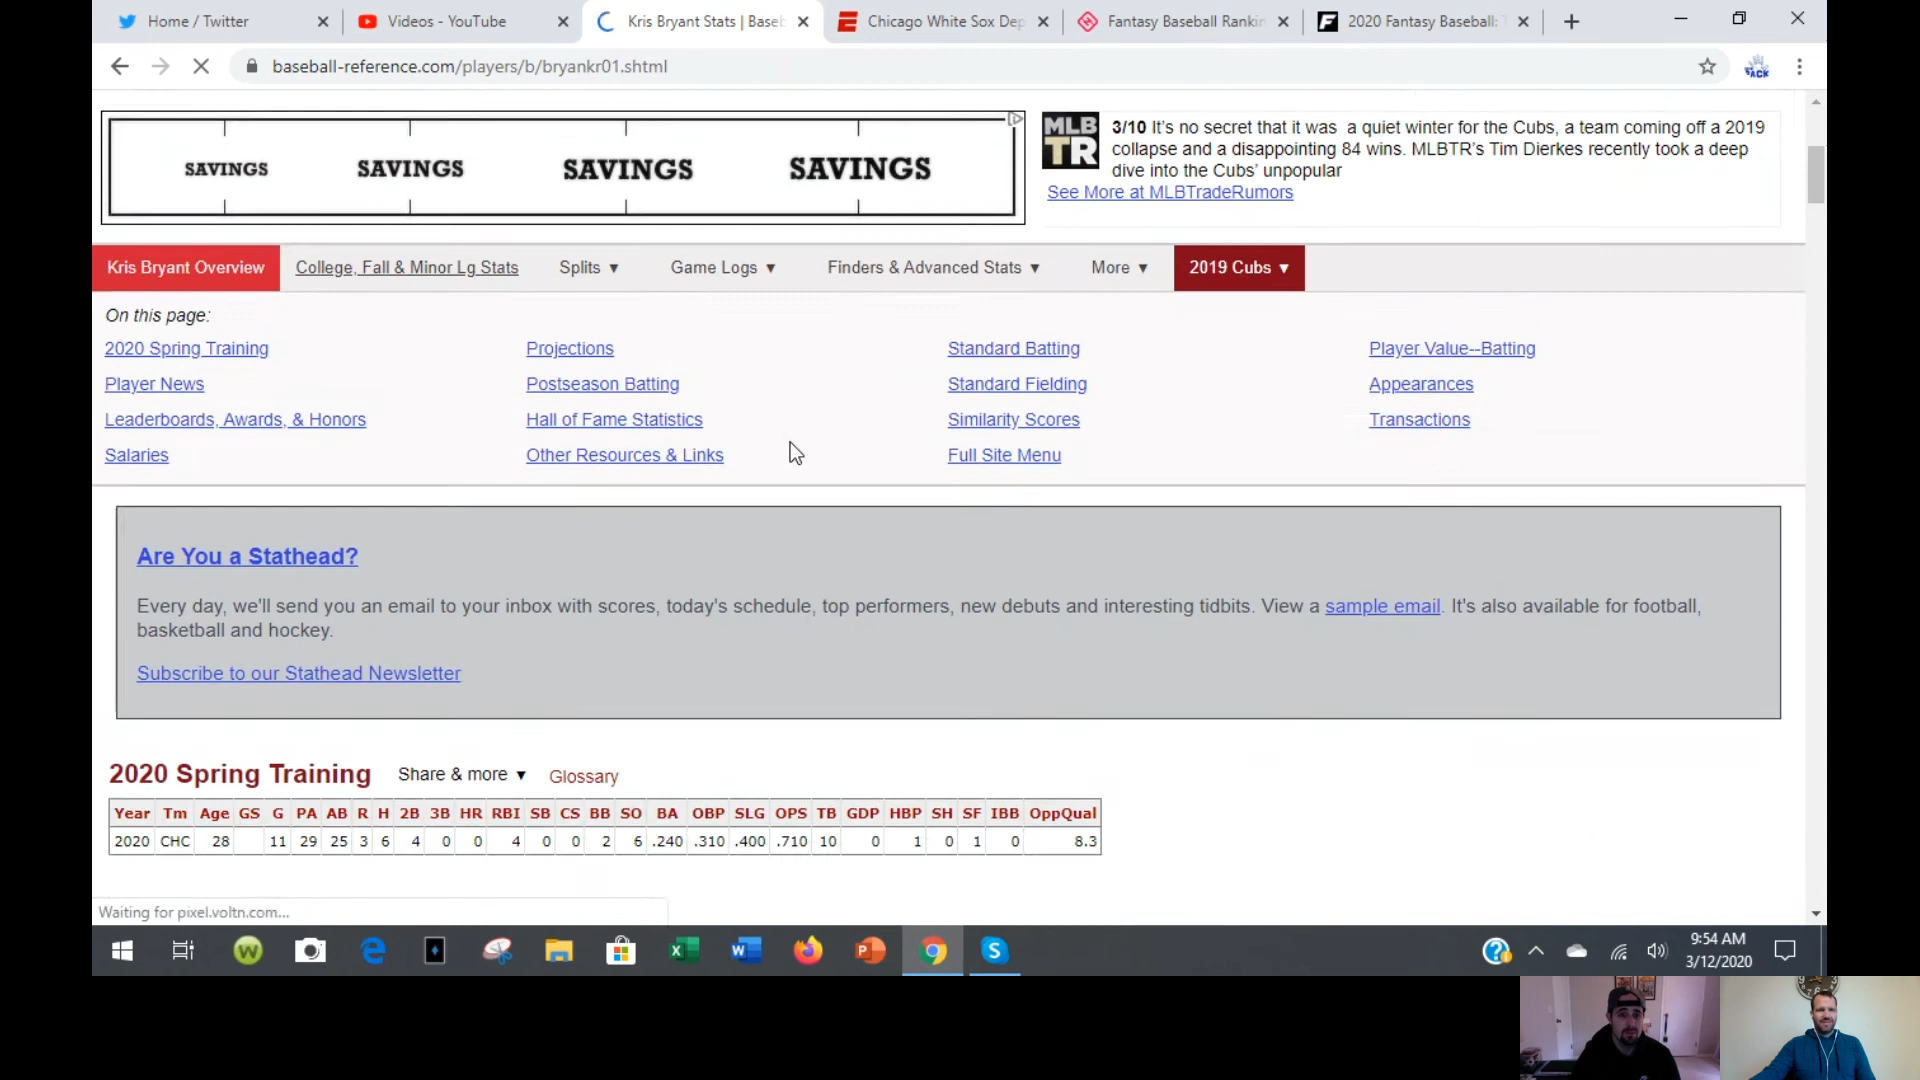 Home / Twitter
Videos - YouTube
Kris Bryant Stats | Baseb
Chicago White Sox Dep
Fantasy Baseball Rankin
2020 Fantasy Baseball: T
baseball-reference.com/players/b/bryankr01.shtml
SAVINGS SAVINGS SAVINGS SAVINGS
MLB
TR
3/10 It's no secret that it was a quiet winter for the Cubs, a team coming off a 2019
collapse and a disappointing 84 wins. MLBTR's Tim Dierkes recently took a deep
dive into the Cubs' unpopular
See More at MLBTradeRumors
Kris Bryant Overview College, Fall & Minor Lg Stats Splits ▼ Game Logs ▼ Finders & Advanced Stats ▼ More ▼ 2019 Cubs ▼
On this page:
2020 Spring Training Projections Standard Batting Player Value--Batting
Player News Postseason Batting Standard Fielding Appearances
Leaderboards, Awards, & Honors Hall of Fame Statistics Similarity Scores Transactions
Salaries Other Resources & Links Full Site Menu
Are You a Stathead?
Every day, we'll send you an email to your inbox with scores, today's schedule, top performers, new debuts and interesting tidbits. View a sample email. It's also available for football,
basketball and hockey.
Subscribe to our Stathead Newsletter
2020 Spring Training Share & more ▼ Glossary
Year Tm Age GS G PA AB R H 2B 3B HR RBI SB CS BB SO BA OBP SLG OPS TB GDP HBP SH SF IBB OppQual
2020 CHC 28 11 29 25 3 6 4 0 0 4 0 0 2 6 .240 .310 .400 .710 10 0 1 0 1 0 8.3
Waiting for pixel.voltn.com...
9:54 AM
3/12/2020